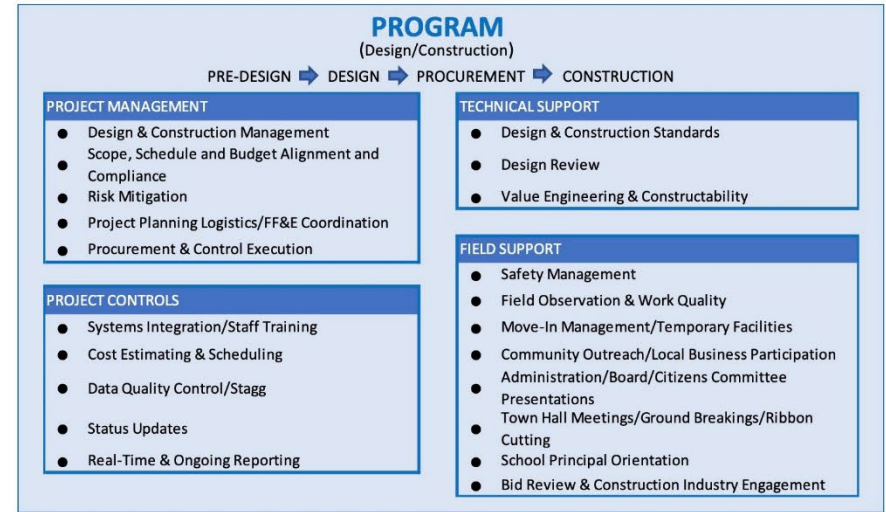 PROGRAM
(Design/Construction)
PRE-DESIGN DESIGN PROCUREMENT CONSTRUCTION
PROJECT MANAGEMENT
● Design & Construction Management
● Scope, Schedule and Budget Alignment and
Compliance
● Risk Mitigation
● Project Planning Logistics/FF&E Coordination
● Procurement & Control Execution
PROJECT CONTROLS
● Systems Integration/Staff Training
● Cost Estimating & Scheduling
● Data Quality Control/Stagg
● Status Updates
● Real-Time & Ongoing Reporting
TECHNICAL SUPPORT
● Design & Construction Standards
● Design Review
● Value Engineering & Constructability
FIELD SUPPORT
● Safety Management
● Field Observation & Work Quality
● Move-In Management/Temporary Facilities
● Community Outreach/Local Business Participation
● Administration/Board/Citizens Committee
Presentations
● Town Hall Meetings/Ground Breakings/Ribbon
Cutting
● School Principal Orientation
● Bid Review & Construction Industry Engagement